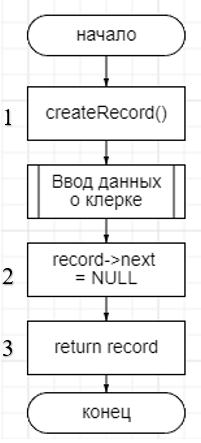 начало
1
createRecord()
Ввод данных
о клерке
2
record->next
= NULL
3
return record
конец